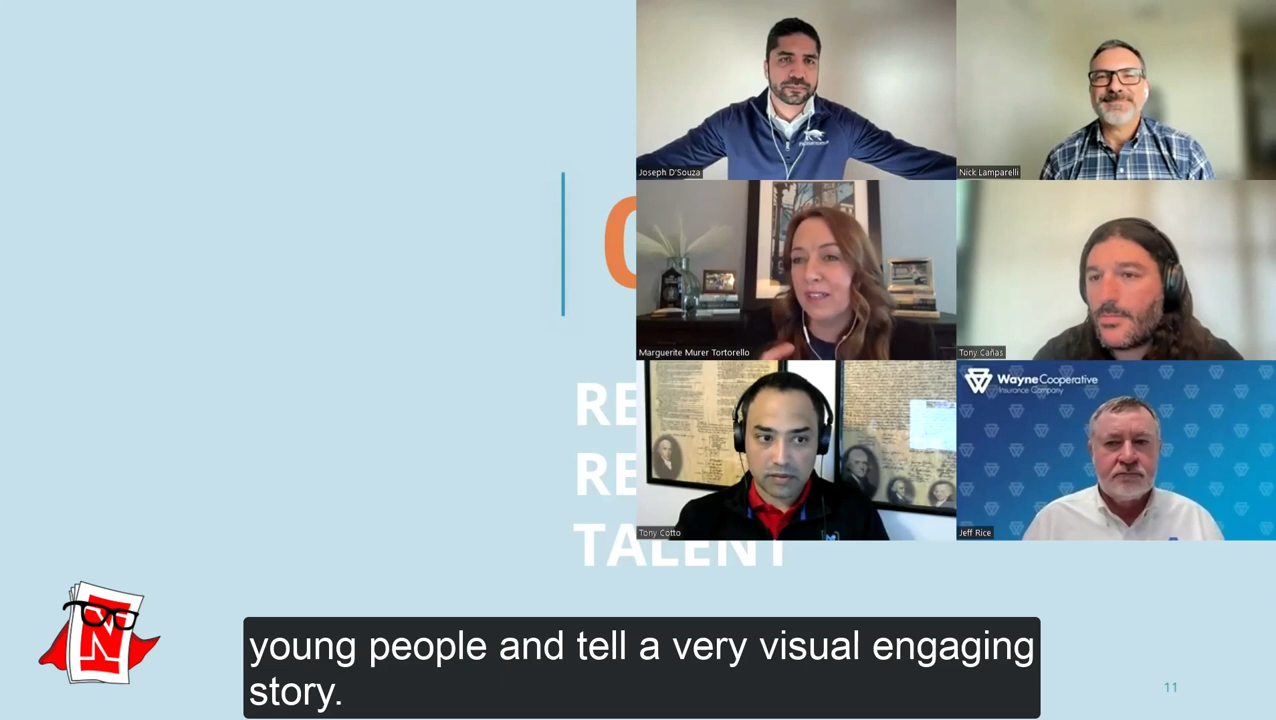 Joseph D'Souza
Nick Lamparelli
Marguerite Murer Tortorello
Tony Cañas
Wayne Cooperative
Insurance Company
Tony Cotto
Jeff Rice
RE
RE
TALENT
N
young people and tell a very visual engaging
story.
11